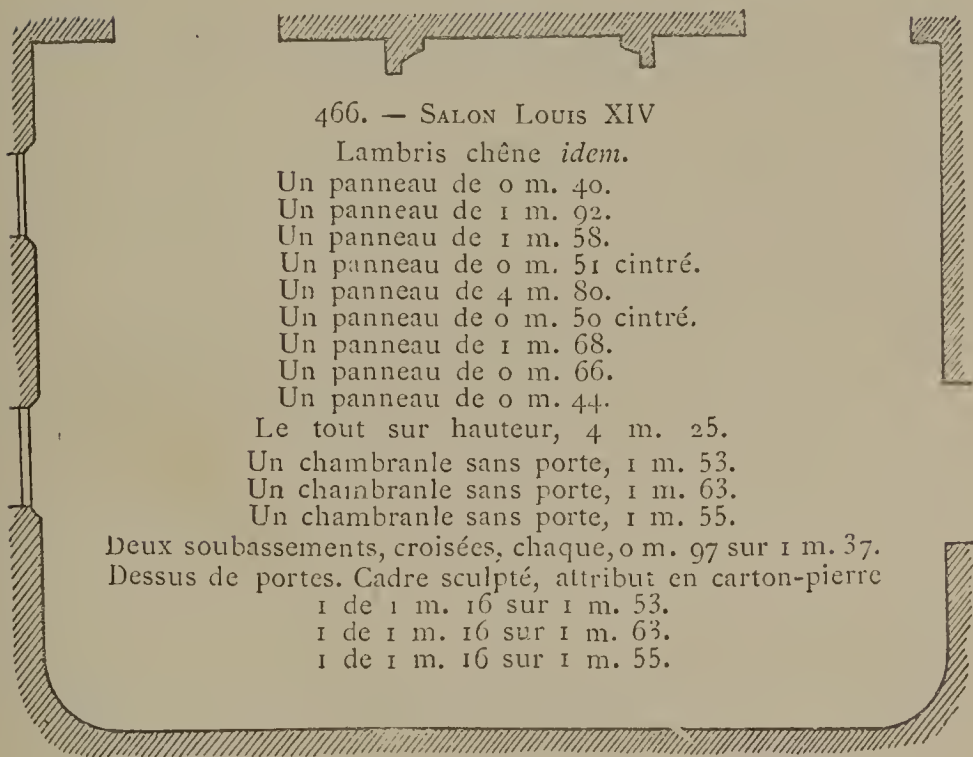 466. — Salon Louis XIV
Lambris chêne idem.
Un panneau de 0 m. 40.
Un panneau de 1 m. 92.
Un panneau de 1 m. 58.
Un panneau de 0 m. 51 cintré.
Un panneau de 4 m. 80.
Un panneau de 0 m. 50 cintré.
Un panneau de 1 m. 68.
Un panneau de 0 m. 66.
Un panneau de 0 m. 44.
Le tout sur hauteur, 4 m. 25.
Un chambranle sans porte, 1 m. 53.
Un chambranle sans porte, 1 m. 63.
Un chambranle sans porte, 1 m. 55.
Deux soubassements, croisées, chaque, 0 m. 97 sur 1 m. 37.
Dessus de portes. Cadre sculpté, attribut en carton-pierre
1 de 1 m. 16 sur 1 m. 53.
1 de 1 m. 16 sur 1 m. 63.
1 de 1 m. 16 sur 1 m. 55.